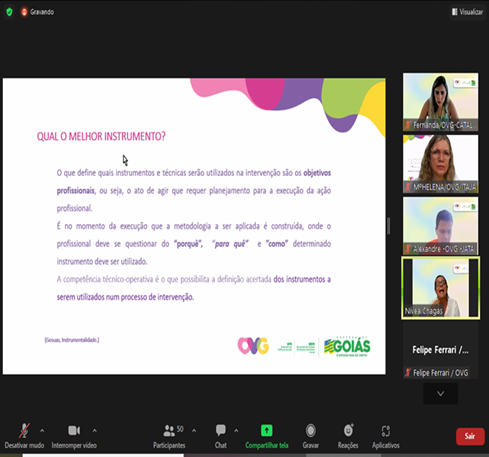 Gravando
Visualizar
QUAL O MELHOR INSTRUMENTO?
O que define quais instrumentos e técnicas serão utilizados na intervenção são os objetivos
profissionais, ou seja, o ato de agir que requer planejamento para a execução da ação
profissional.
É no momento da execução que a metodologia a ser aplicada é construída, onde o
profissional deve se questionar do "porquê", "para quê" e "como" determinado
instrumento deve ser utilizado.
A competência técnico-operativa é o que possibilita a definição acertada dos instrumentos a
serem utilizados num processo de intervenção.
OVG
GOIÁS
Fernanda/OVG-CATAL
MªHELENA/OVG/ITAJA
Alexandre -OVG-JATA
Nívea Chagas
Felipe Ferrari /...
Felipe Ferrari / OVG
Desativar mudo
Interromper vídeo
50
Participantes
Chat
Compartilhar tela
Gravar
Reações
Aplicativos
Sair